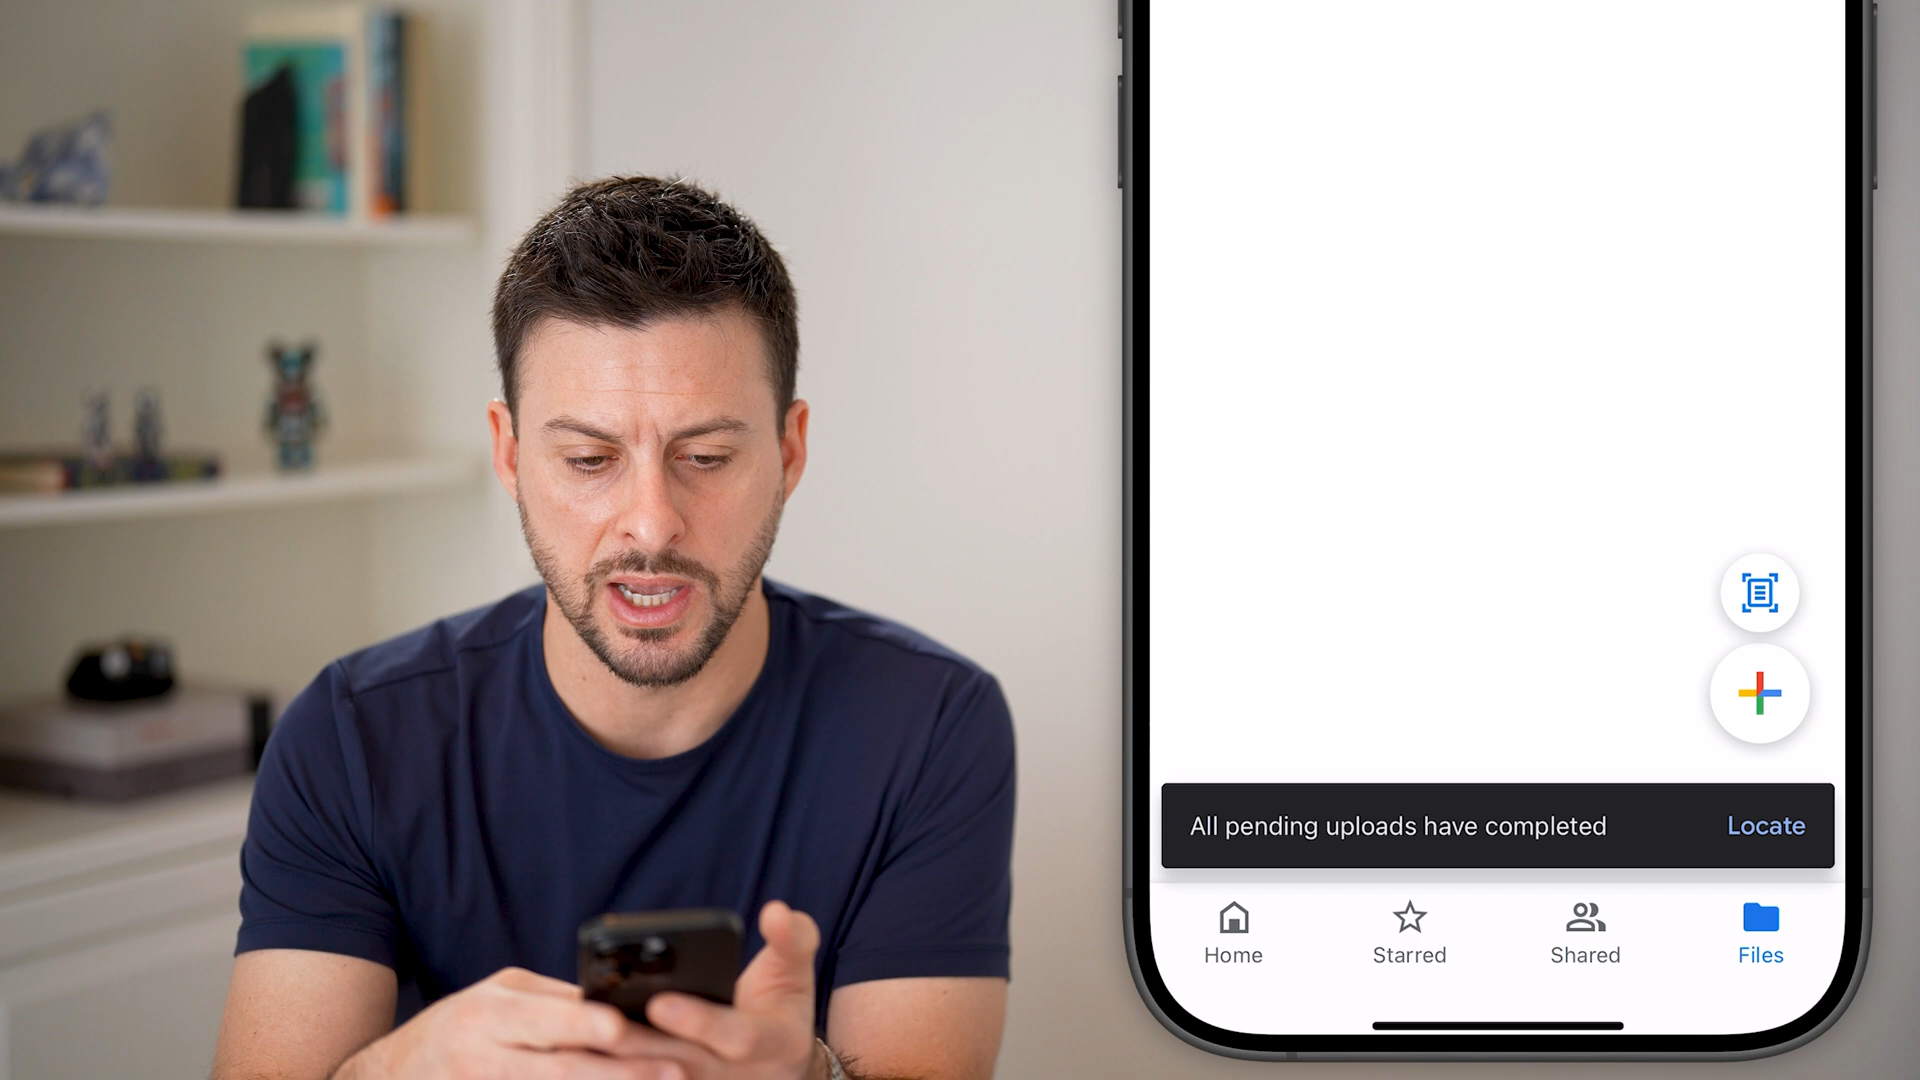 All pending uploads have completed
Locate
Home
Starred
Shared
Files